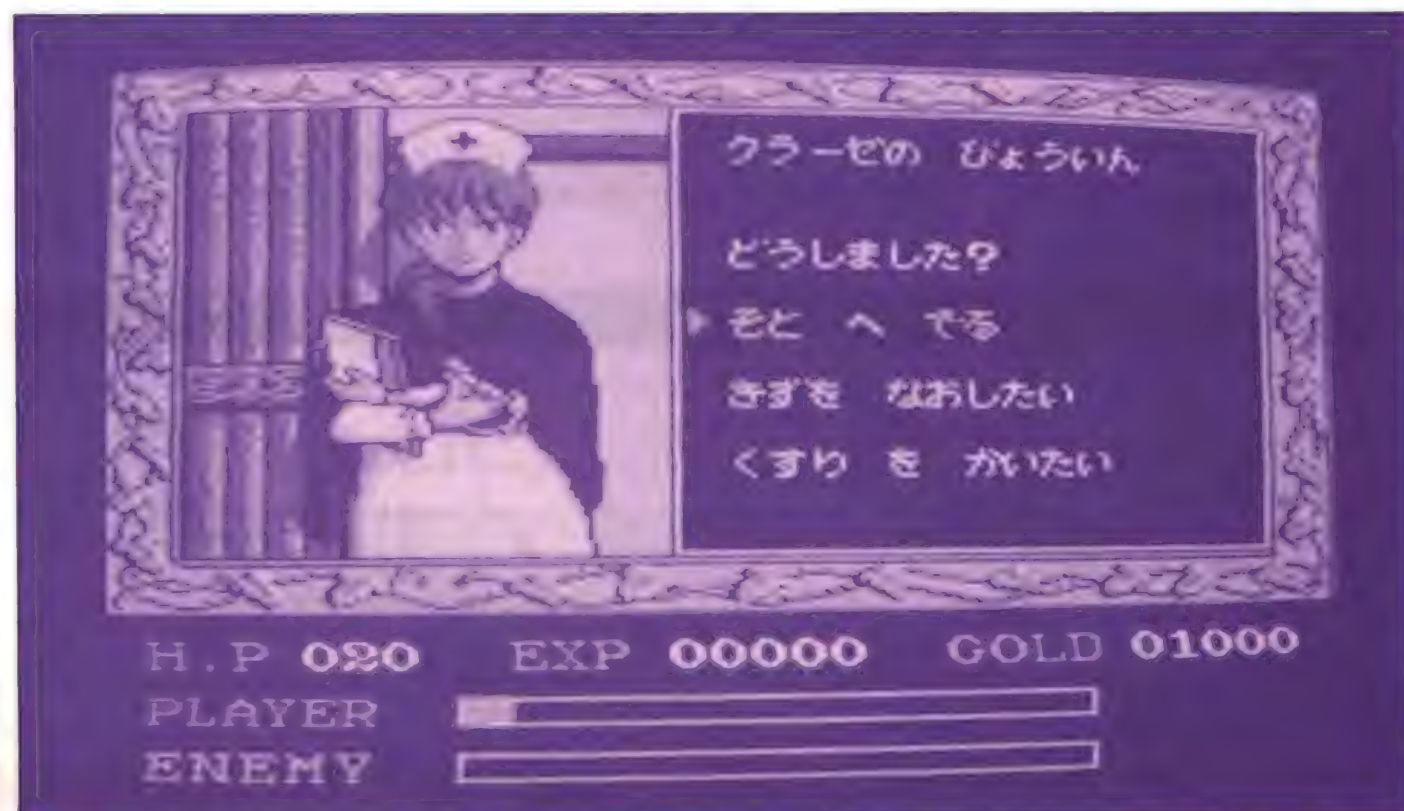 クラーゼの びょういん
どうしました?
そと へ でる
きずを なおしたい
くすり を かいたい
H.P 020 EXP 00000 GOLD 01000
PLAYER
ENEMY